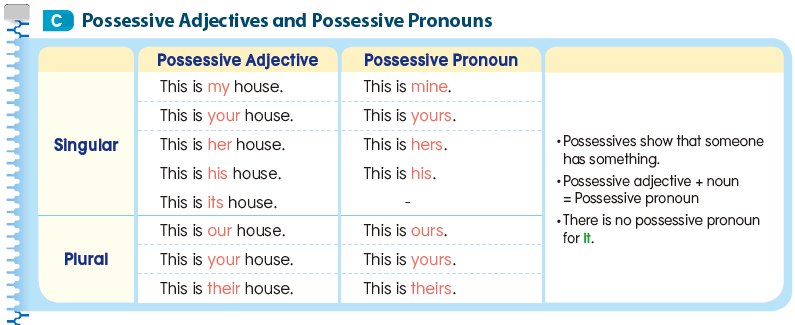 C Possessive Adjectives and Possessive Pronouns
Possessive Adjective Possessive Pronoun
Singular
This is my house. This is mine.
This is your house. This is yours.
This is her house. This is hers.
This is his house. This is his.
This is its house. -
Plural
This is our house. This is ours.
This is your house. This is yours.
This is their house. This is theirs.
• Possessives show that someone
has something.
• Possessive adjective + noun
= Possessive pronoun
• There is no possessive pronoun
for it.